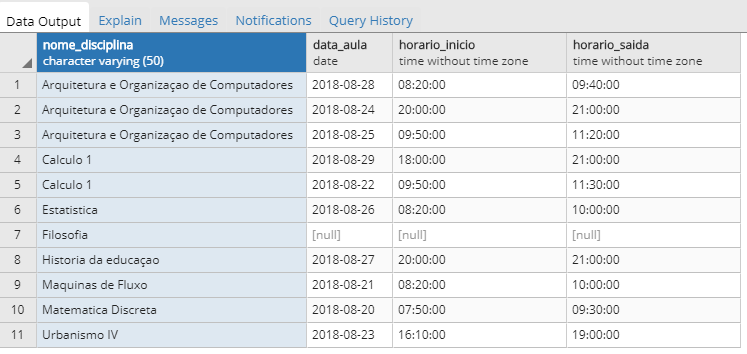 Data Output Explain Messages Notifications Query History
nome_disciplina data_aula horario_inicio horario_saida
character varying (50) date time without time zone time without time zone
1 Arquitetura e Organizaçao de Computadores 2018-08-28 08:20:00 09:40:00
2 Arquitetura e Organizaçao de Computadores 2018-08-24 20:00:00 21:00:00
3 Arquitetura e Organizaçao de Computadores 2018-08-25 09:50:00 11:20:00
4 Calculo 1 2018-08-29 18:00:00 21:00:00
5 Calculo 1 2018-08-22 09:50:00 11:30:00
6 Estatistica 2018-08-26 08:20:00 10:00:00
7 Filosofia [null] [null] [null]
8 Historia da educaçao 2018-08-27 20:00:00 21:00:00
9 Maquinas de Fluxo 2018-08-21 08:20:00 10:00:00
10 Matematica Discreta 2018-08-20 07:50:00 09:30:00
11 Urbanismo IV 2018-08-23 16:10:00 19:00:00